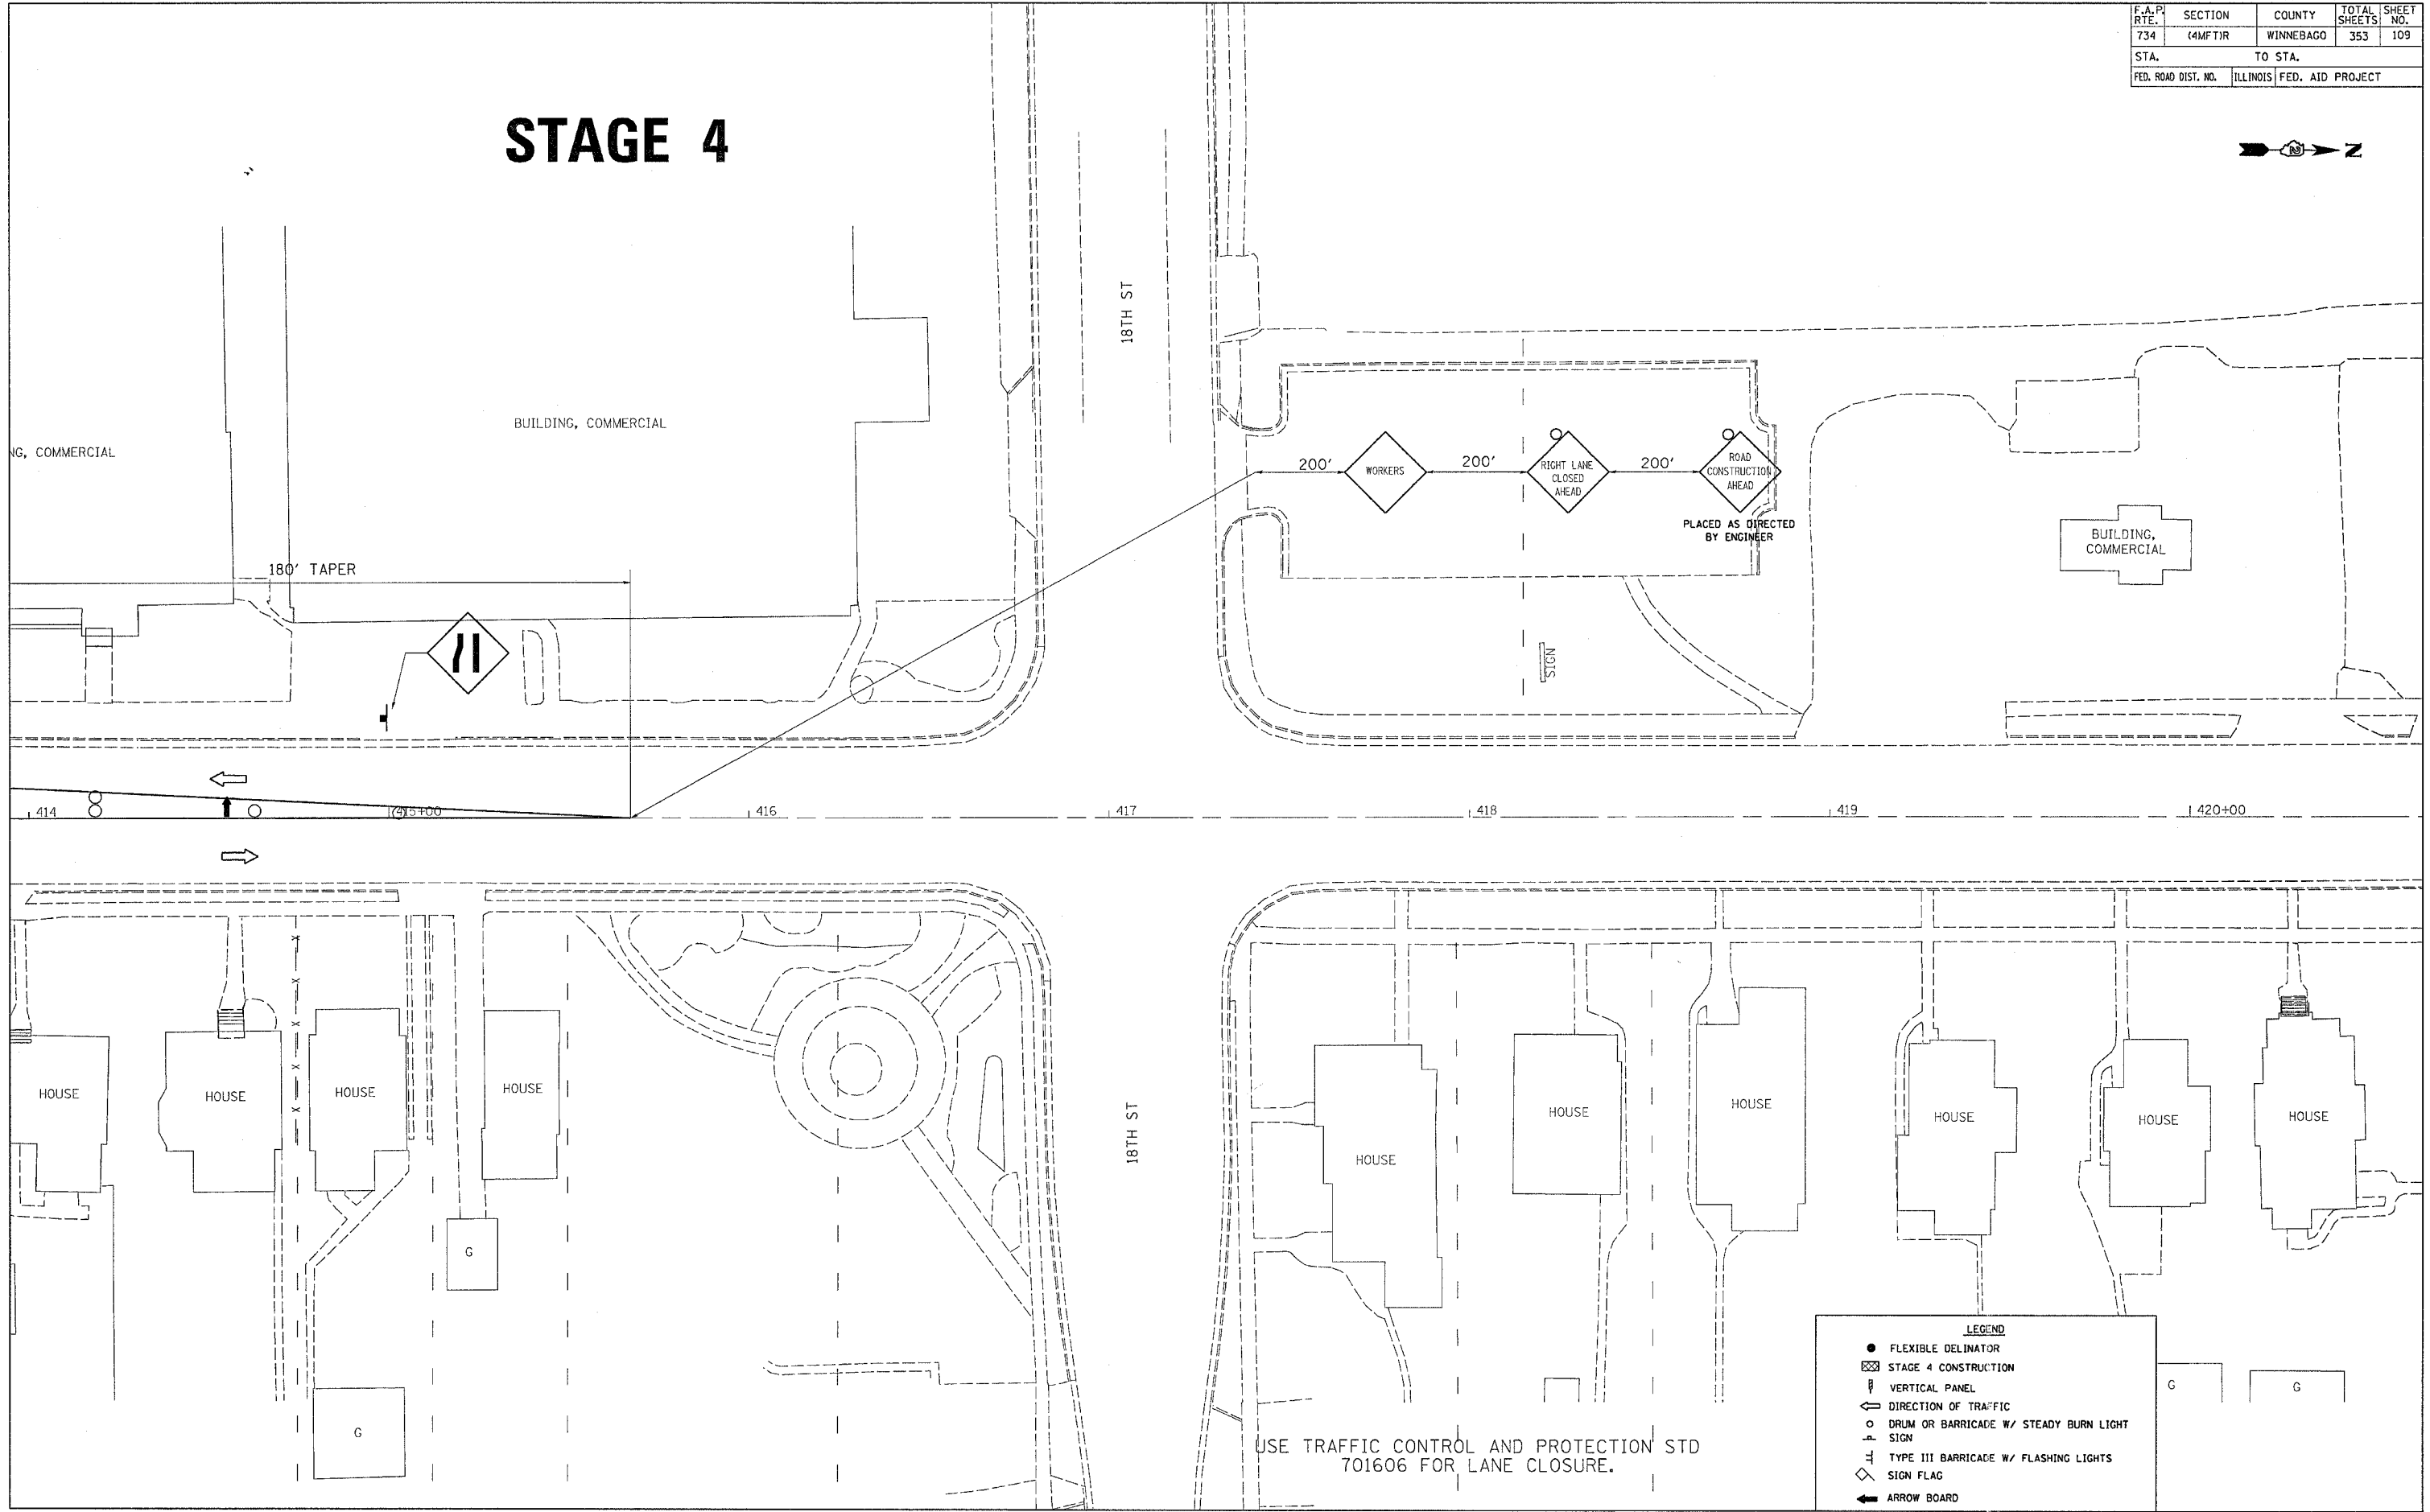 F.A.P. RTE. SECTION COUNTY TOTAL SHEETS SHEET NO.
734 (4MFT)R WINNEBAGO 353 109
STA. TO STA.
FED. ROAD DIST. NO. ILLINOIS FED. AID PROJECT
STAGE 4
N
18TH ST
BUILDING, COMMERCIAL
NG, COMMERCIAL
200' WORKERS 200' RIGHT LANE CLOSED AHEAD 200' ROAD CONSTRUCTION AHEAD
PLACED AS DIRECTED
BY ENGINEER
BUILDING,
COMMERCIAL
180' TAPER
SIGN
414 415+00 416 417 418 419 420+00
HOUSE
HOUSE
HOUSE
HOUSE
18TH ST
HOUSE
HOUSE
HOUSE
HOUSE
HOUSE
HOUSE
G
G
G
G
USE TRAFFIC CONTROL AND PROTECTION STD
701606 FOR LANE CLOSURE.
LEGEND
FLEXIBLE DELINATOR
STAGE 4 CONSTRUCTION
VERTICAL PANEL
DIRECTION OF TRAFFIC
DRUM OR BARRICADE W/ STEADY BURN LIGHT
SIGN
TYPE III BARRICADE W/ FLASHING LIGHTS
SIGN FLAG
ARROW BOARD